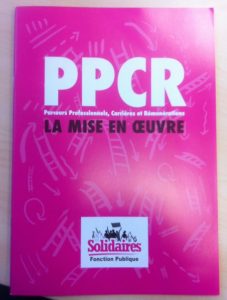 PPCR
Parcours Professionnels, Carrières et Rémunérations
LA MISE EN ŒUVRE
Solidaires
Fonction Publique